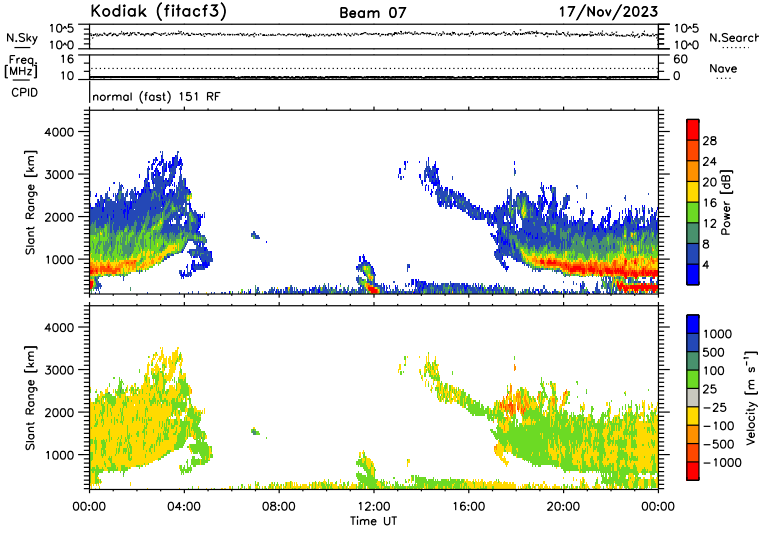 Kodiak (fitacf3)
Beam 07
17/Nov/2023
N.Sky
10^5
10^0
10^5
10^0
N.Search
Freq.
[MHz]
16
10
60
0
Nave
CPID
normal (fast) 151 RF
Slant Range [km]
4000
3000
2000
1000
28
24
20
16
12
8
4
Power [dB]
Slant Range [km]
4000
3000
2000
1000
1000
500
100
25
-25
-100
-500
-1000
Velocity [m s^-1]
00:00 04:00 08:00 12:00 16:00 20:00 00:00
Time UT